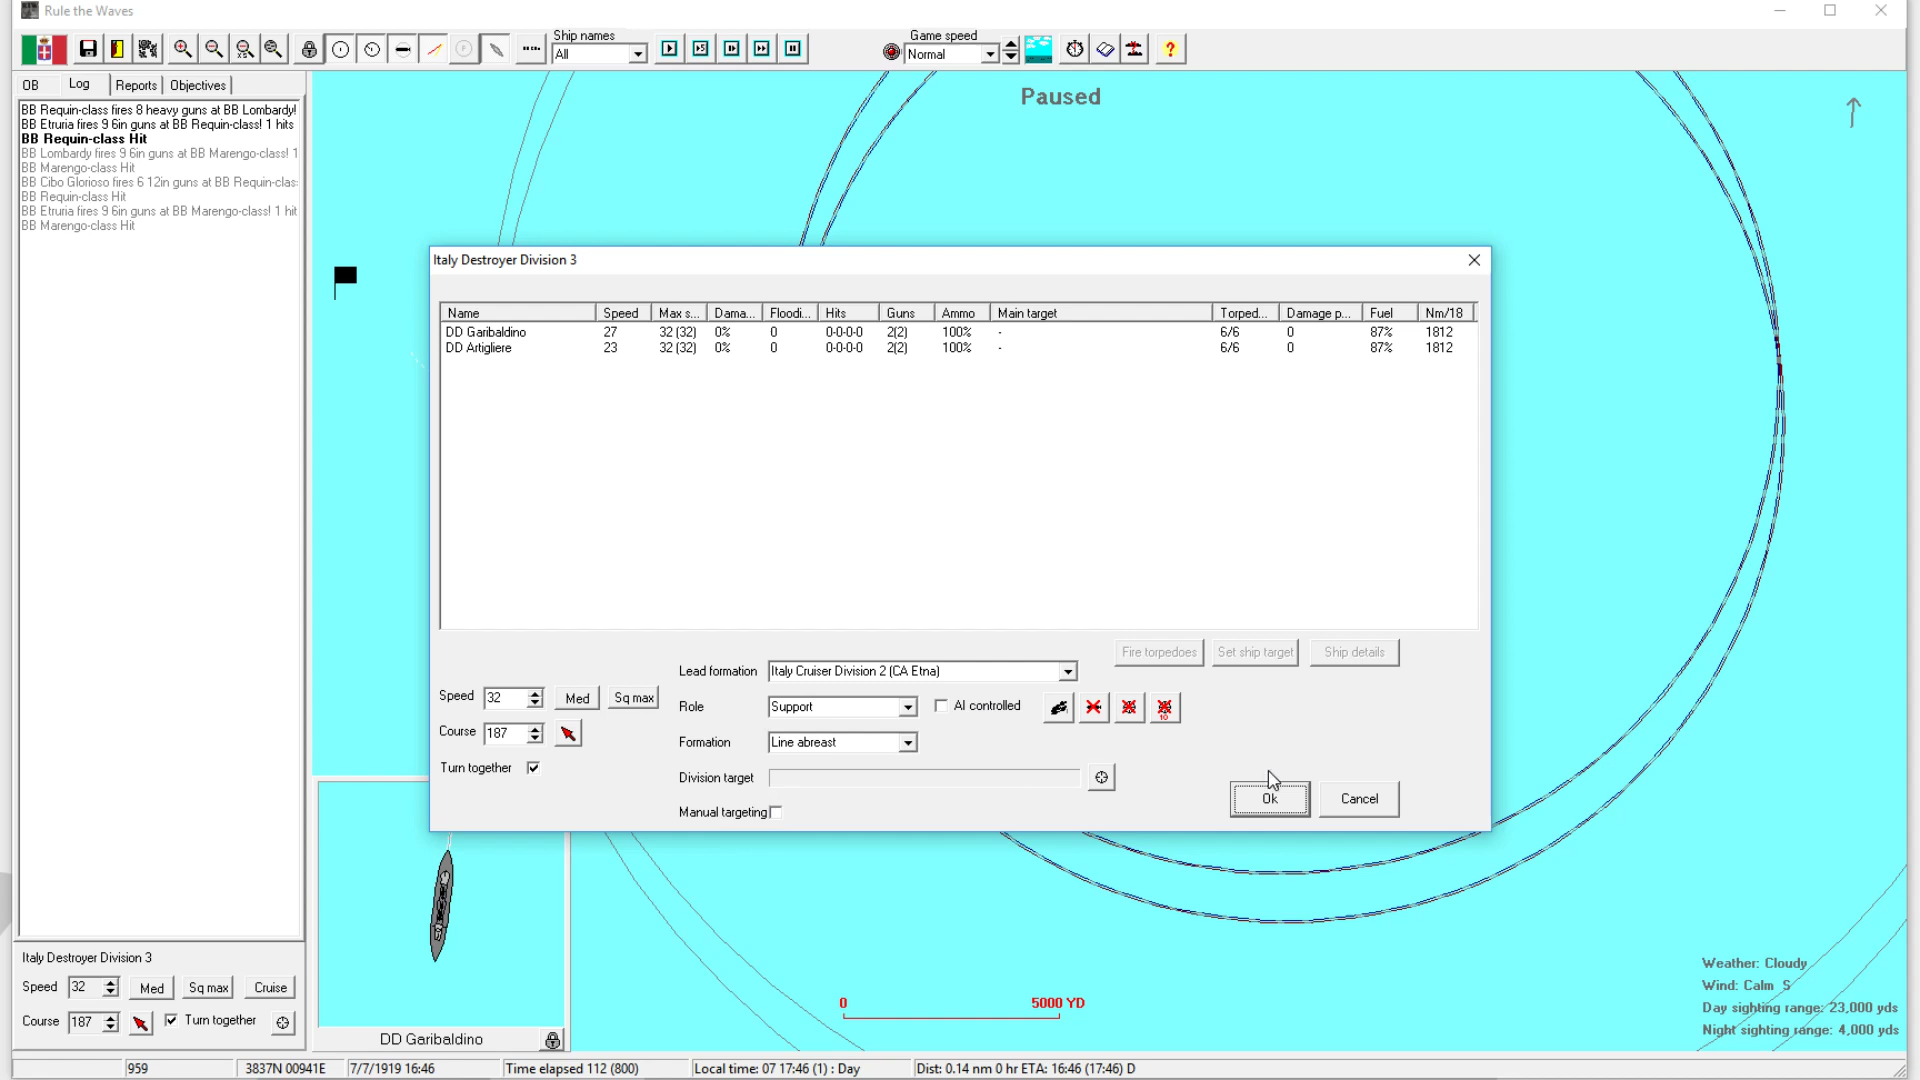 Rule the Waves
Ship names
All
Game speed
Normal
OB
Log
Reports
Objectives
Paused
BB Requin-class fires 8 heavy guns at BB Lombardy!
BB Etruria fires 9 6in guns at BB Requin-class! 1 hits
BB Requin-class Hit
BB Lombardy fires 9 6in guns at BB Marengo-class! 1
BB Marengo-class Hit
BB Cibo Glorioso fires 6 12in guns at BB Requin-clas
BB Requin-class Hit
BB Etruria fires 9 6in guns at BB Marengo-class! 1 hit
BB Marengo-class Hit
Italy Destroyer Division 3
Name Speed Max s... Dama... Floodi... Hits Guns Ammo Main target Torped... Damage p... Fuel Nm/18
DD Garibaldino 27 32 (32) 0% 0 0-0-0-0 2(2) 100% - 6/6 0 87% 1812
DD Artigliere 23 32 (32) 0% 0 0-0-0-0 2(2) 100% - 6/6 0 87% 1812
Fire torpedoes Set ship target Ship details
Lead formation Italy Cruiser Division 2 (CA Etna)
Speed 32 Med Sq max
Role Support AI controlled
10
Course 187
Formation Line abreast
Turn together
Division target
Ok Cancel
Manual targeting
Italy Destroyer Division 3
Speed 32 Med Sq max Cruise
Course 187 Turn together
DD Garibaldino
0 5000 YD
Weather: Cloudy
Wind: Calm S
Day sighting range: 23,000 yds
Night sighting range: 4,000 yds
959 3837N 00941E 7/7/1919 16:46 Time elapsed 112 (800) Local time: 07 17:46 (1) : Day Dist: 0.14 nm 0 hr ETA: 16:46 (17:46) D